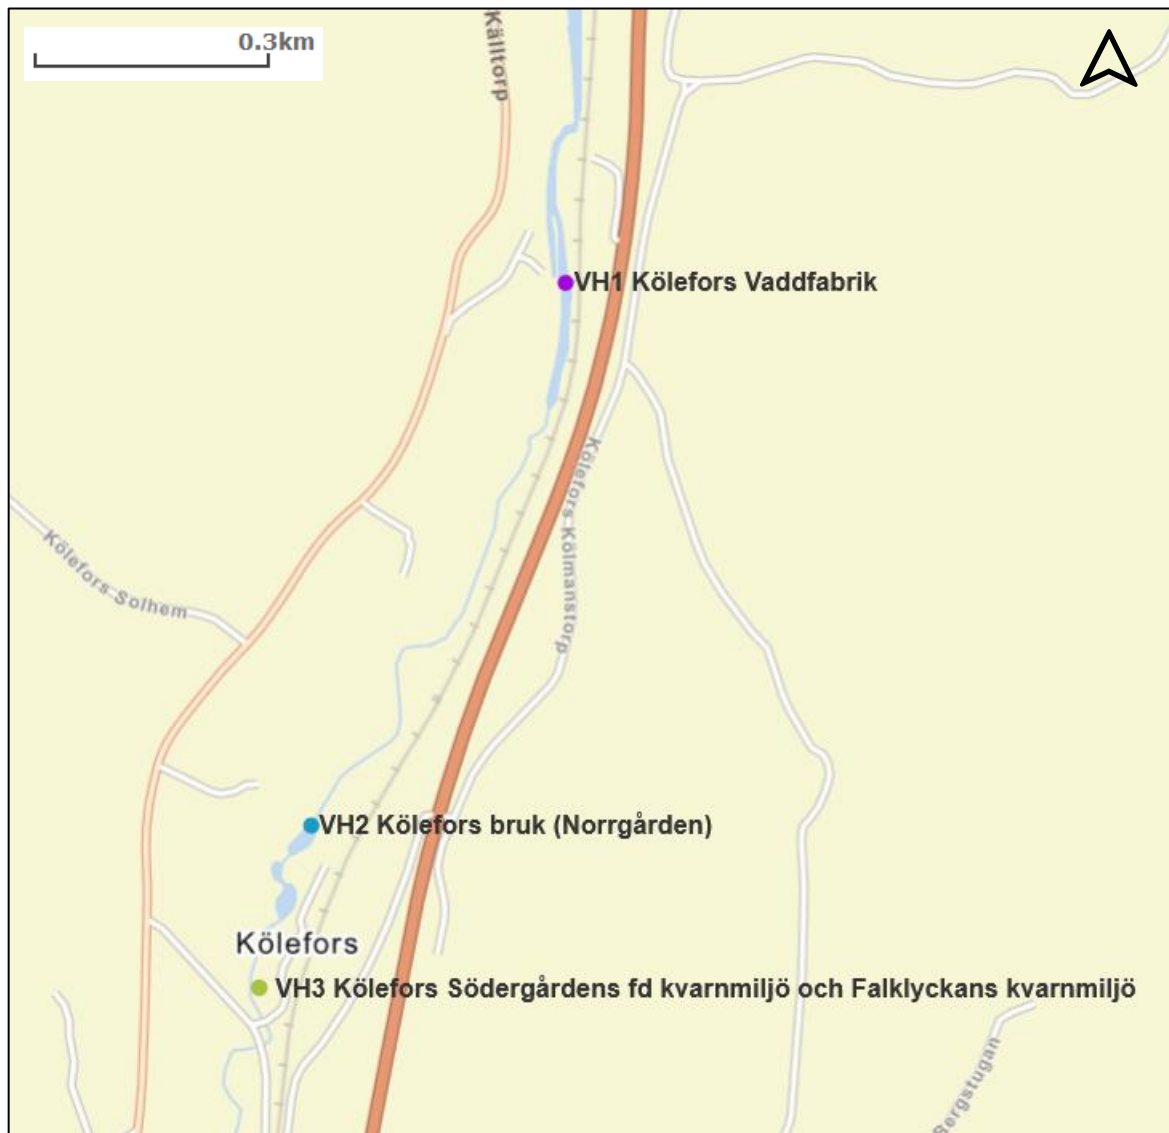 0.3km
Källtorp
VH1 Kölefors Vaddfabrik
Kölefors Kölmanstorp
Kölefors Solhem
VH2 Kölefors bruk (Norrgården)
Kölefors
VH3 Kölefors Södergårdens fd kvarnmiljö och Falklyckans kvarnmiljö
Bergstugan